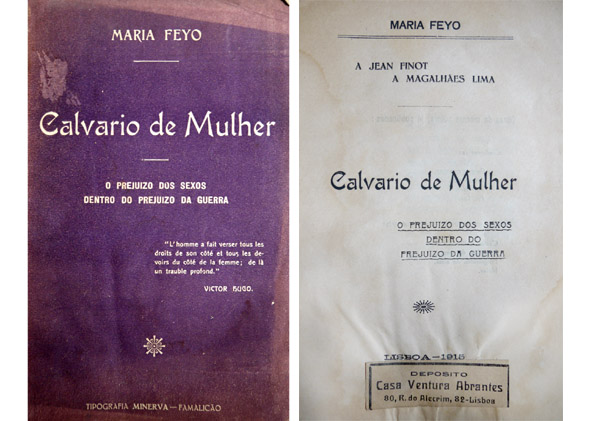 MARIA FEYO
Calvario de Mulher
O PREJUIZO DOS SEXOS
DENTRO DO PREJUIZO DA GUERRA
"L'homme a fait verser tous les
droits de son côté et tous les de-
voirs du côté de la femme; de là
un trouble profond."
VICTOR HUGO.
TIPOGRAFIA MINERVA — FAMALICÃO
MARIA FEYO
A JEAN FINOT
A MAGALHÃES LIMA
Calvario de Mulher
O PREJUIZO DOS SEXOS
DENTRO DO
PREJUIZO DA GUERRA
LISBOA—1915
DEPOSITO
Casa Ventura Abrantes
80, R. do Alecrim, 82-Lisboa